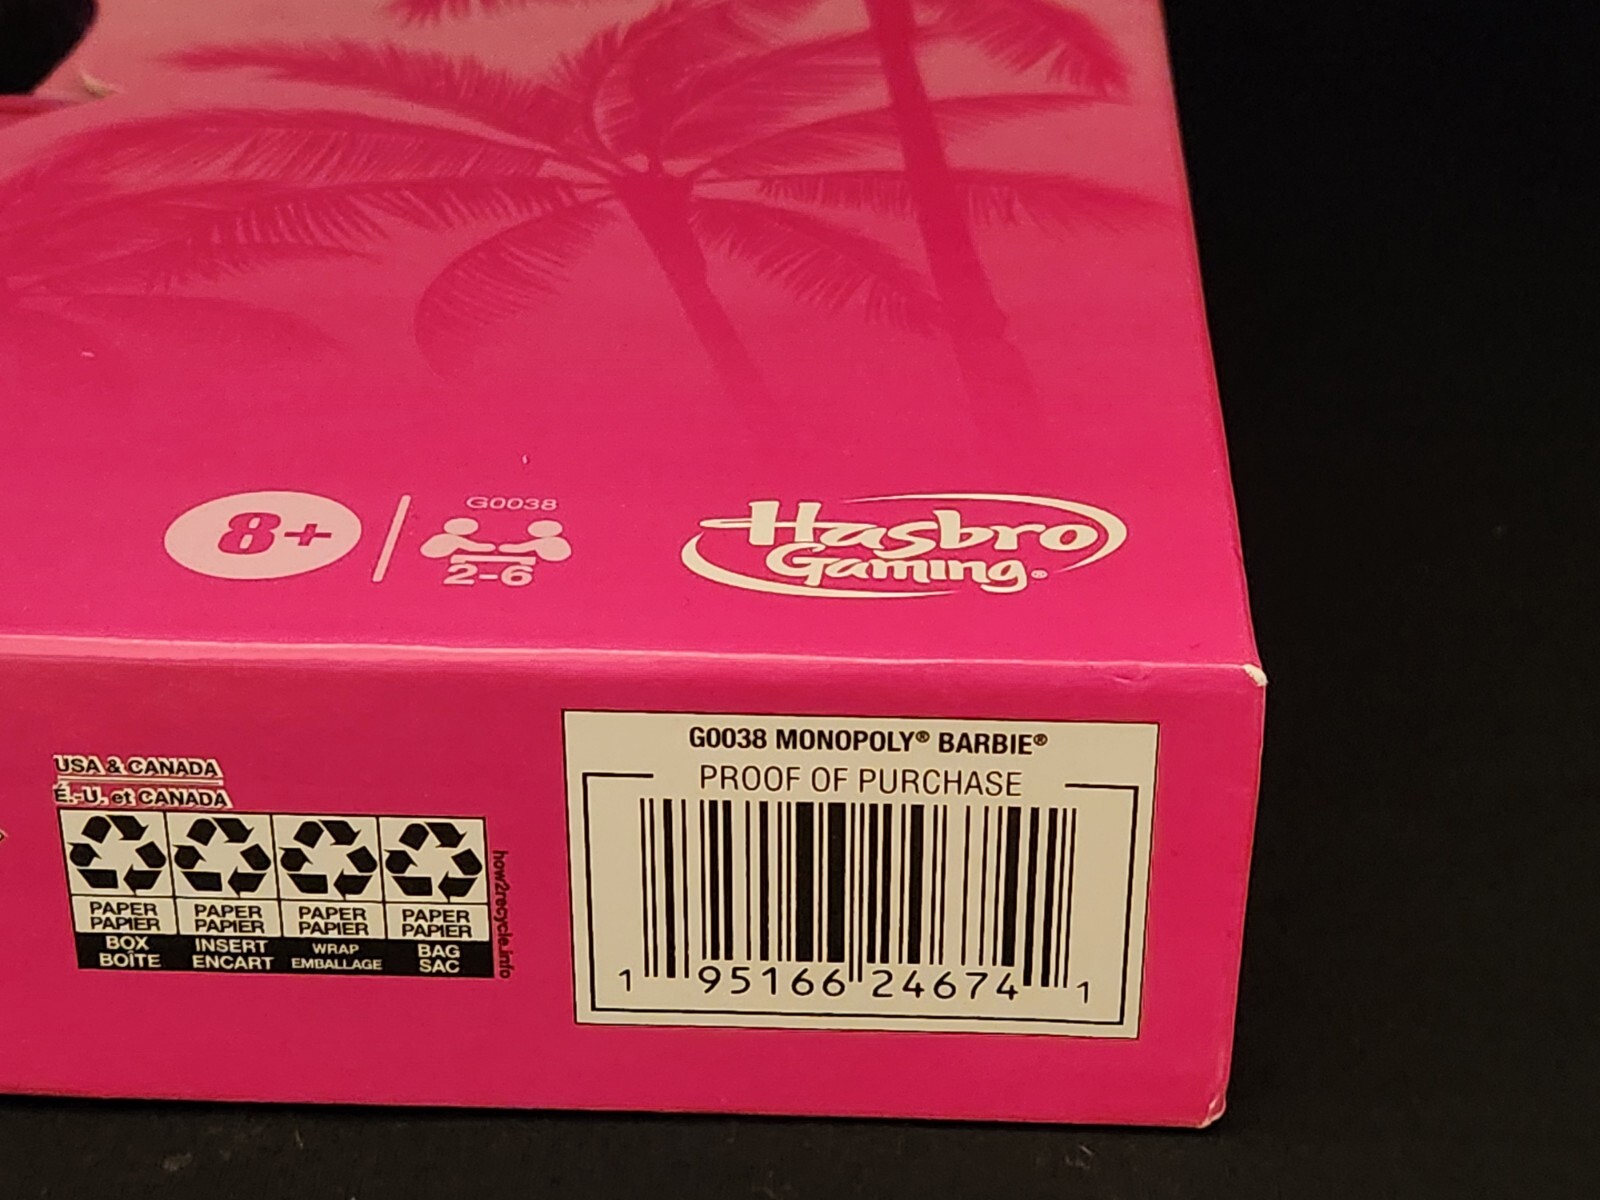 8+
G0038
2-6
Hasbro
Gaming®
G0038 MONOPOLY® BARBIE®
PROOF OF PURCHASE
1 95166 24674 1
USA & CANADA
É.-U. et CANADA
PAPER PAPER PAPER PAPER
PAPIER PAPIER PAPIER PAPIER
BOX INSERT WRAP BAG
BOÎTE ENCART EMBALLAGE SAC
how2recycle.info